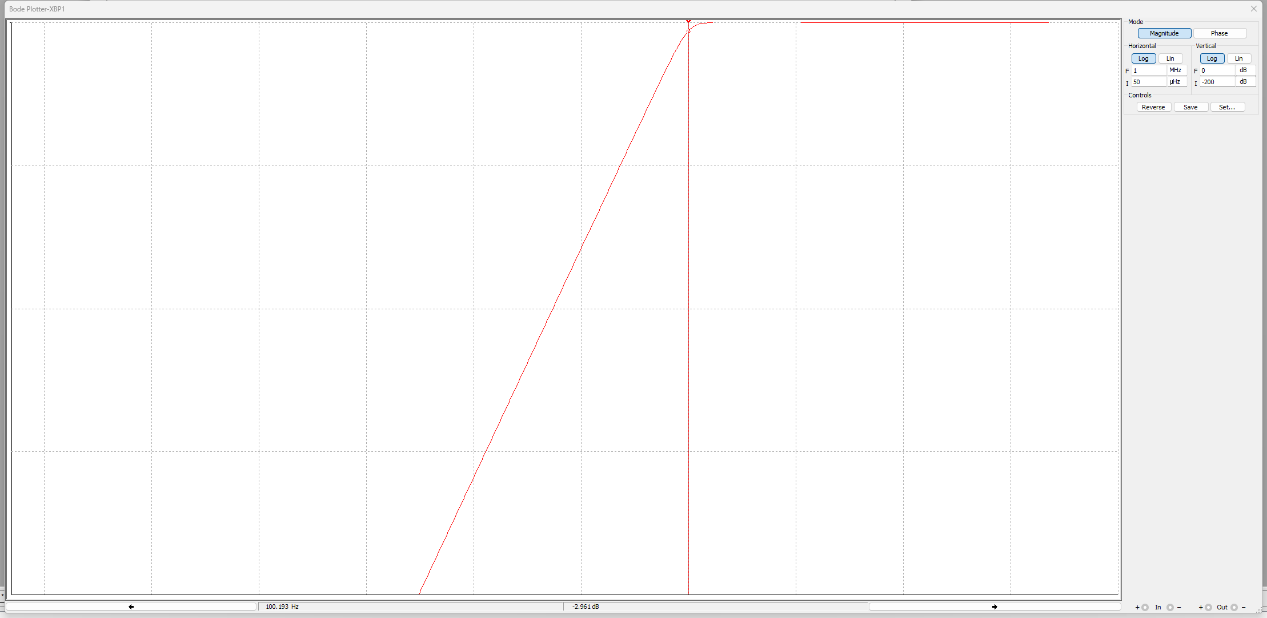 Bode Plotter-XBP1
Mode
Magnitude Phase
Horizontal Vertical
Log Lin Log Lin
F 1 MHz F 0 dB
I 50 µHz I -200 dB
Controls
Reverse Save Set...
100.193 Hz -2.961 dB
+ In - + Out -